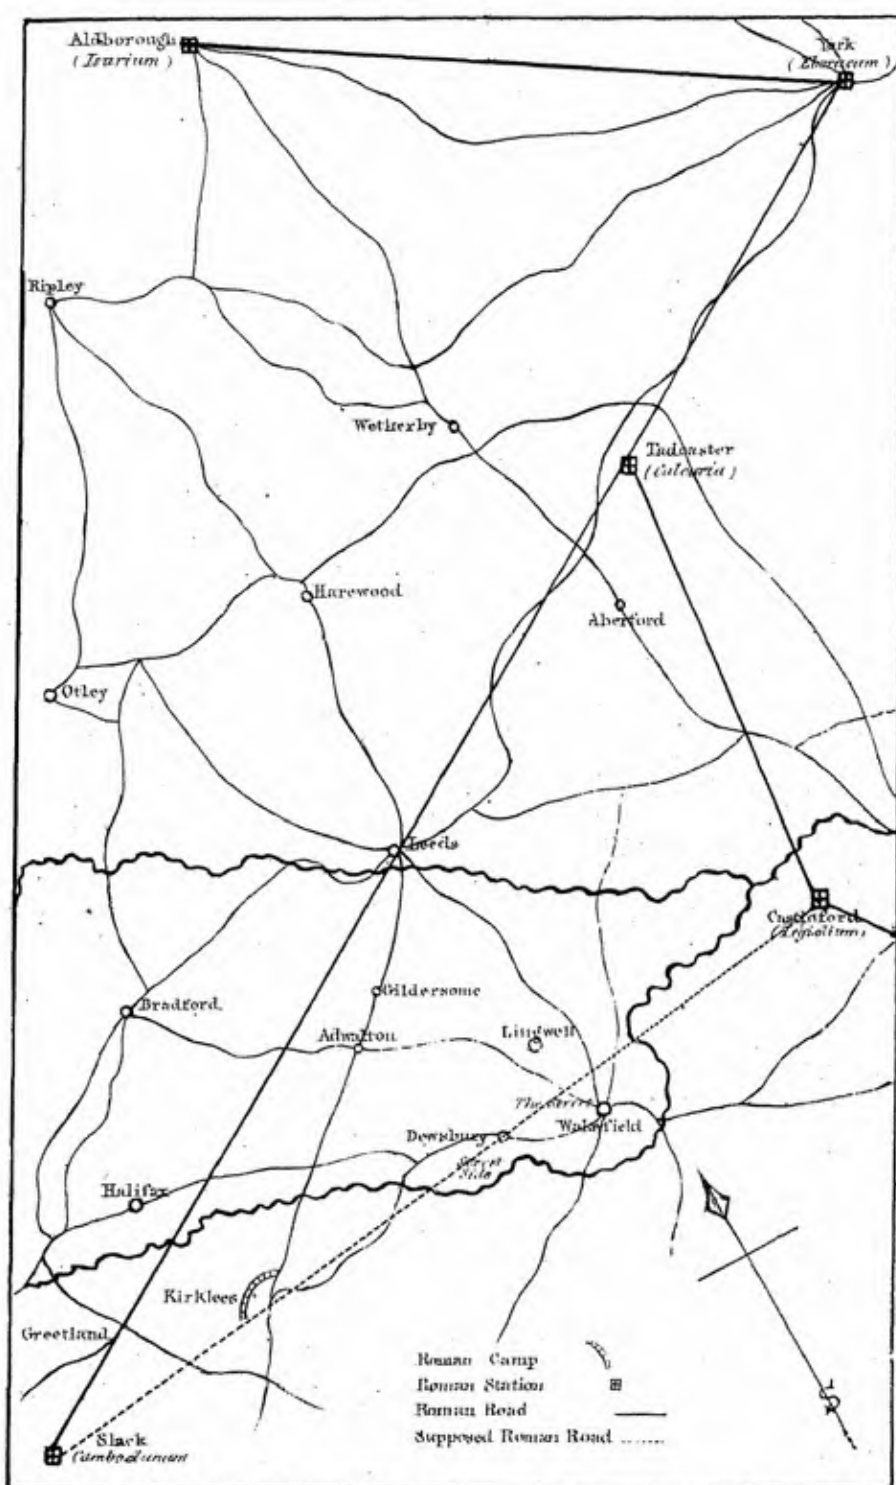 Aldborough
(Isurium)
York
(Eboracum)
Ripley
Wetherby
Tadcaster
(Calcaria)
Harewood
Aberford
Otley
Leeds
Castleford
(Legiolium)
Gildersome
Bradford.
Adwalton
Lingwell
The Street
Wakefield
Dewsbury
Street
Side
Halifax
Kirklees
Greetland.
Roman Camp
Roman Station
Roman Road
Supposed Roman Road
Slack
(Cambodunum
S